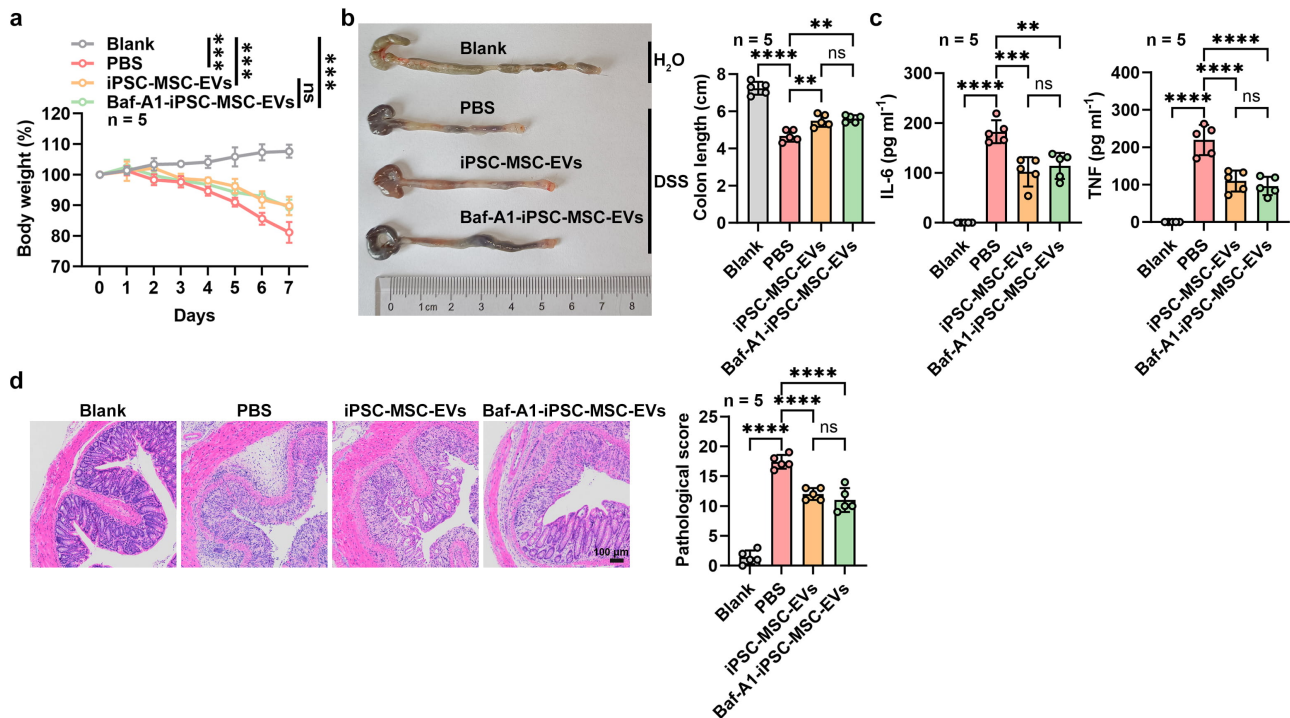 a
Blank
PBS
iPSC-MSC-EVs
Baf-A1-iPSC-MSC-EVs
n = 5
***
***
ns
***
Body weight (%)
120
110
100
90
80
70
0 1 2 3 4 5 6 7
Days
b
Blank
PBS
iPSC-MSC-EVs
Baf-A1-iPSC-MSC-EVs
H2O
DSS
0 1cm 2 3 4 5 6 7 8
n = 5
**
**** ns
**
Colon length (cm)
10
8
6
4
2
0
Blank
PBS
iPSC-MSC-EVs
Baf-A1-iPSC-MSC-EVs
c
n = 5
**
***
**** ns
IL-6 (pg ml-1)
300
200
100
0
Blank
PBS
iPSC-MSC-EVs
Baf-A1-iPSC-MSC-EVs
n = 5
****
****
**** ns
TNF (pg ml-1)
400
300
200
100
0
Blank
PBS
iPSC-MSC-EVs
Baf-A1-iPSC-MSC-EVs
d
Blank PBS iPSC-MSC-EVs Baf-A1-iPSC-MSC-EVs
100 μm
n = 5
****
****
**** ns
Pathological score
25
20
15
10
5
0
Blank
PBS
iPSC-MSC-EVs
Baf-A1-iPSC-MSC-EVs